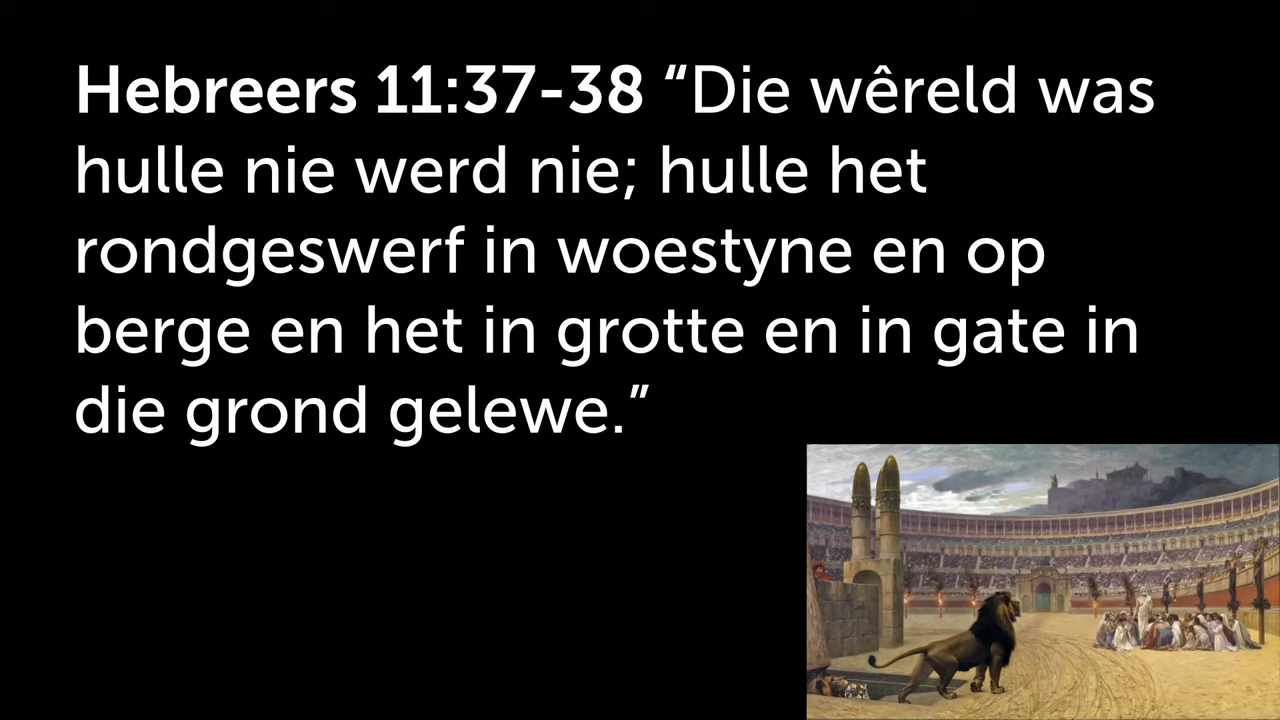 Hebreers 11:37-38 “Die wêreld was
hulle nie werd nie; hulle het
rondgeswerf in woestyne en op
berge en het in grotte en in gate in
die grond gelewe.”